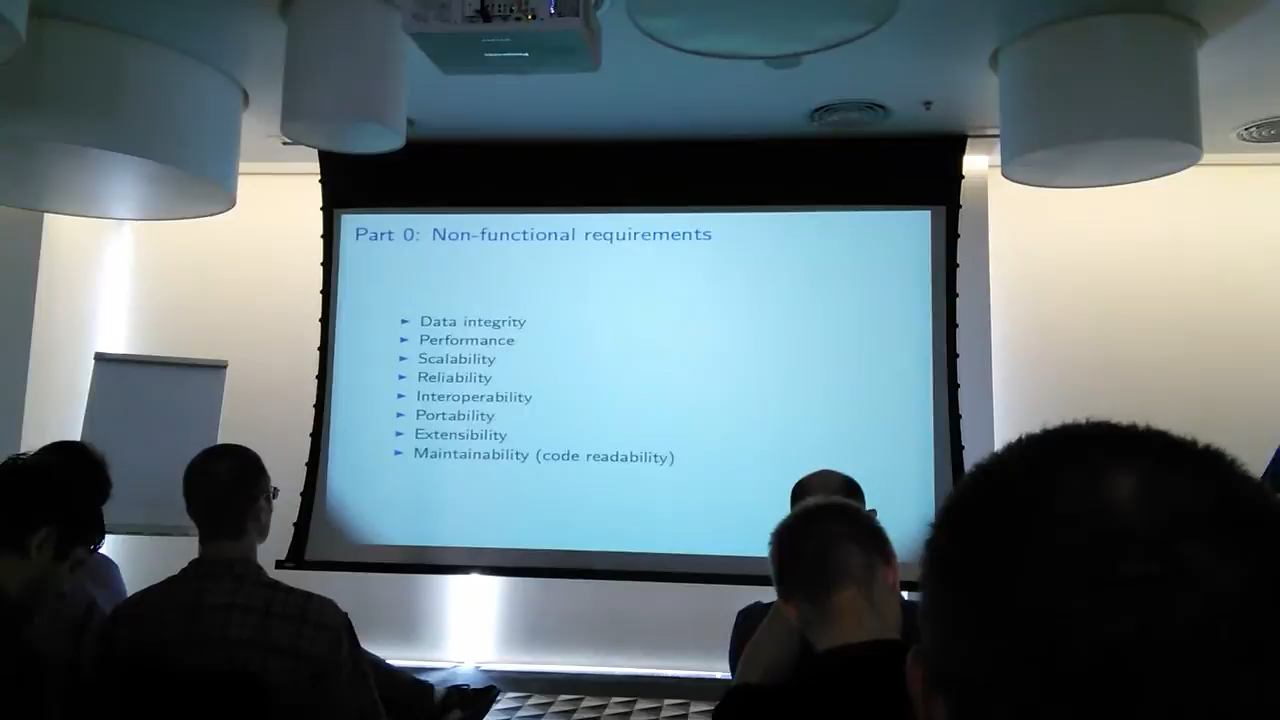 Part 0: Non-functional requirements
► Data integrity
► Performance
► Scalability
► Reliability
► Interoperability
► Portability
► Extensibility
► Maintainability (code readability)